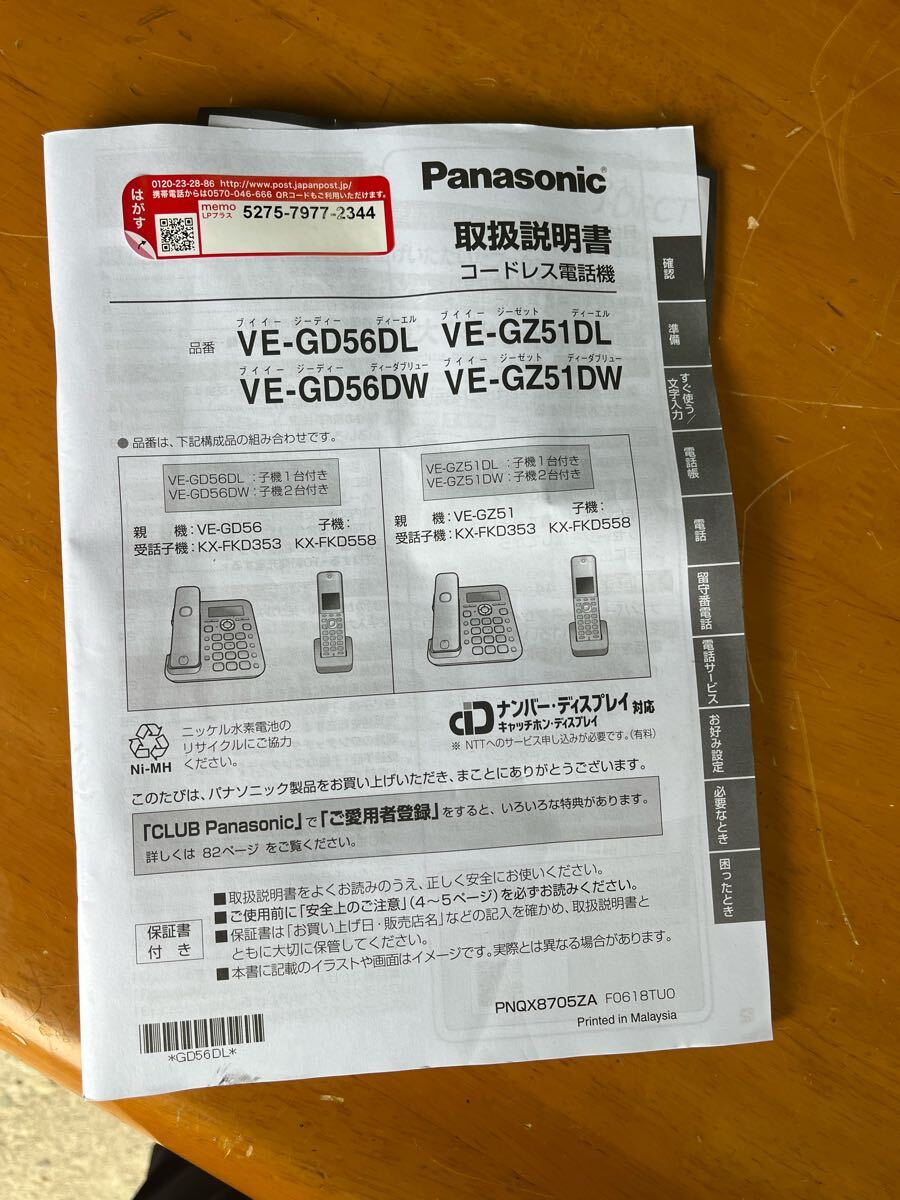 0120-23-28-86 http://www.post.japanpost.jp/
携帯電話からは0570-046-666 QRコードもご利用いただけます。
はがす
memo
LPプラス
5275-7977-2344
Panasonic®
取扱説明書
コードレス電話機
品番
ブイイー ジーディー ディーエル
VE-GD56DL
ブイイー ジーゼット ディーエル
VE-GZ51DL
ブイイー ジーディー ディーダブリュー
VE-GD56DW
ブイイー ジーゼット ディーダブリュー
VE-GZ51DW
●品番は、下記構成品の組み合わせです。
VE-GD56DL :子機1台付き
VE-GD56DW:子機2台付き
親 機:VE-GD56 子機:
受話子機:KX-FKD353 KX-FKD558
VE-GZ51DL :子機1台付き
VE-GZ51DW:子機2台付き
親 機:VE-GZ51 子機:
受話子機:KX-FKD353 KX-FKD558
Ni-MH
ニッケル水素電池の
リサイクルにご協力
ください。
ナンバー・ディスプレイ対応
キャッチホン・ディスプレイ
※ NTTへのサービス申し込みが必要です。(有料)
このたびは、パナソニック製品をお買い上げいただき、まことにありがとうございます。
「CLUB Panasonic」で「ご愛用者登録」をすると、いろいろな特典があります。
詳しくは 82ページ をご覧ください。
保証書
付き
■取扱説明書をよくお読みのうえ、正しく安全にお使いください。
■ご使用前に「安全上のご注意」(4～5ページ)を必ずお読みください。
■保証書は「お買い上げ日・販売店名」などの記入を確かめ、取扱説明書と
ともに大切に保管してください。
■本書に記載のイラストや画面はイメージです。実際とは異なる場合があります。
PNQX8705ZA F0618TU0
Printed in Malaysia
*GD56DL*
確認
準備
すぐ使う/
文字入力
電話帳
電話
留守番電話
電話サービス
お好み設定
必要なとき
困ったとき